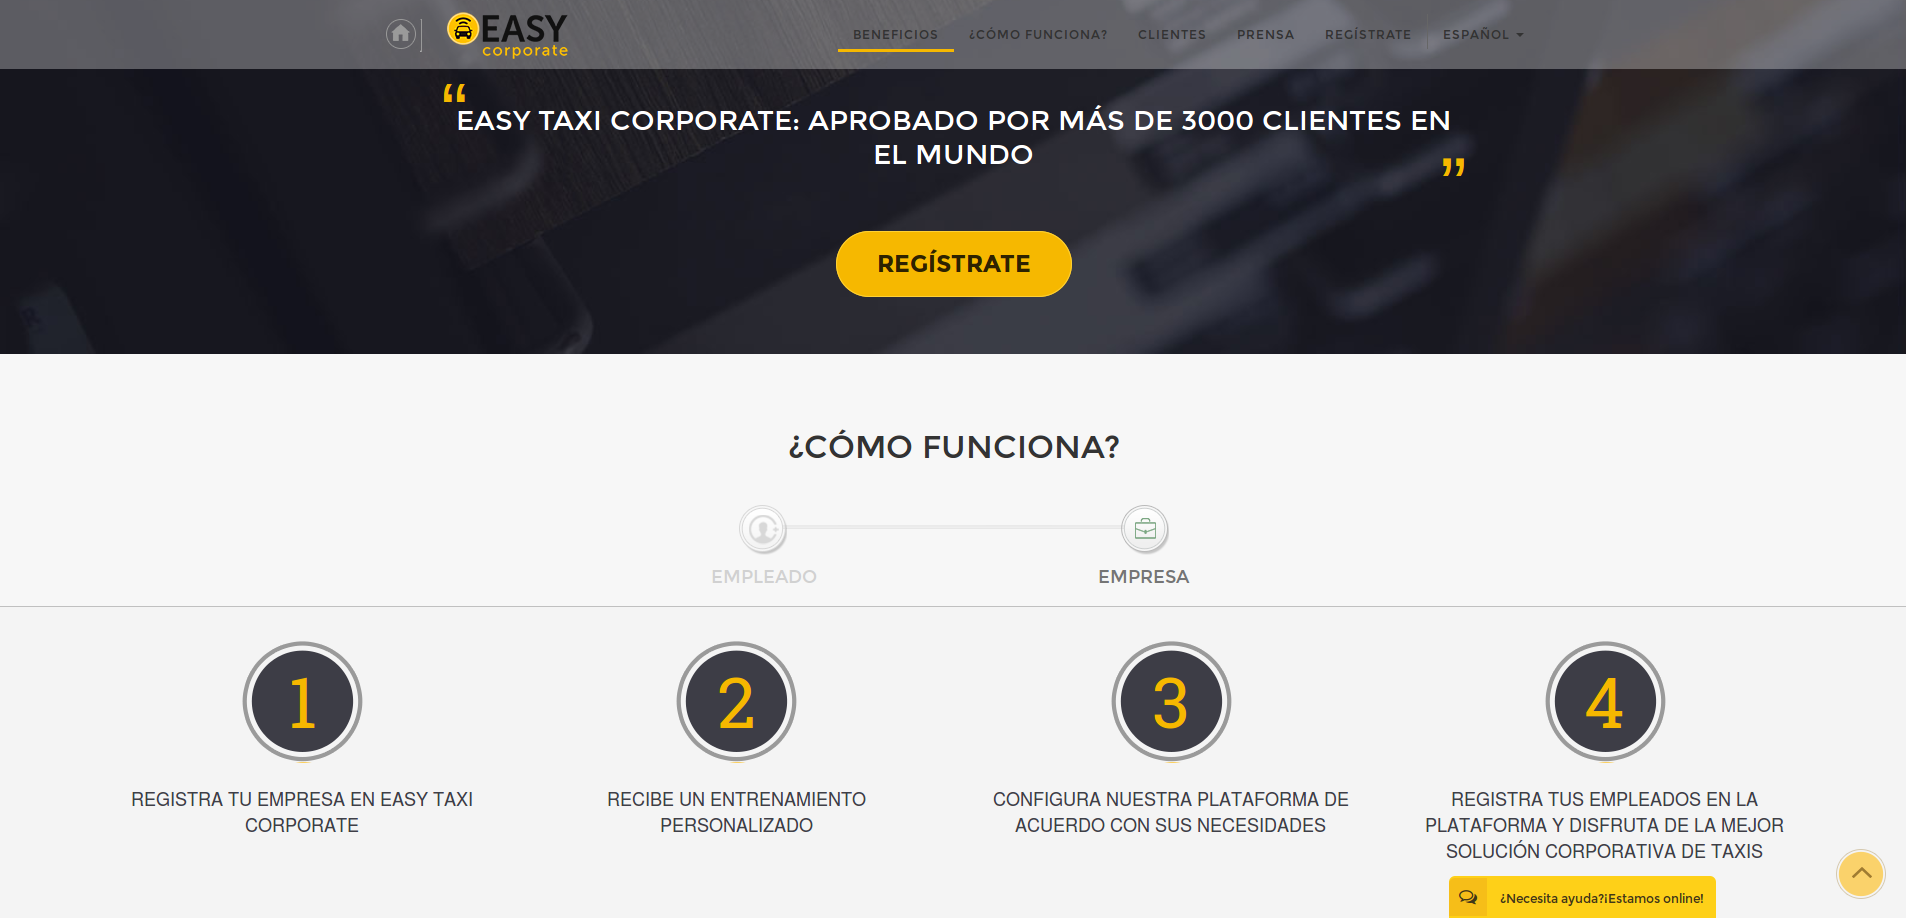 EASY
corporate
BENEFICIOS
¿CÓMO FUNCIONA?
CLIENTES
PRENSA
REGÍSTRATE
ESPAÑOL
“
EASY TAXI CORPORATE: APROBADO POR MÁS DE 3000 CLIENTES EN
EL MUNDO
”
REGÍSTRATE
¿CÓMO FUNCIONA?
EMPLEADO
EMPRESA
1
REGISTRA TU EMPRESA EN EASY TAXI
CORPORATE
2
RECIBE UN ENTRENAMIENTO
PERSONALIZADO
3
CONFIGURA NUESTRA PLATAFORMA DE
ACUERDO CON SUS NECESIDADES
4
REGISTRA TUS EMPLEADOS EN LA
PLATAFORMA Y DISFRUTA DE LA MEJOR
SOLUCIÓN CORPORATIVA DE TAXIS
¿Necesita ayuda?¡Estamos online!